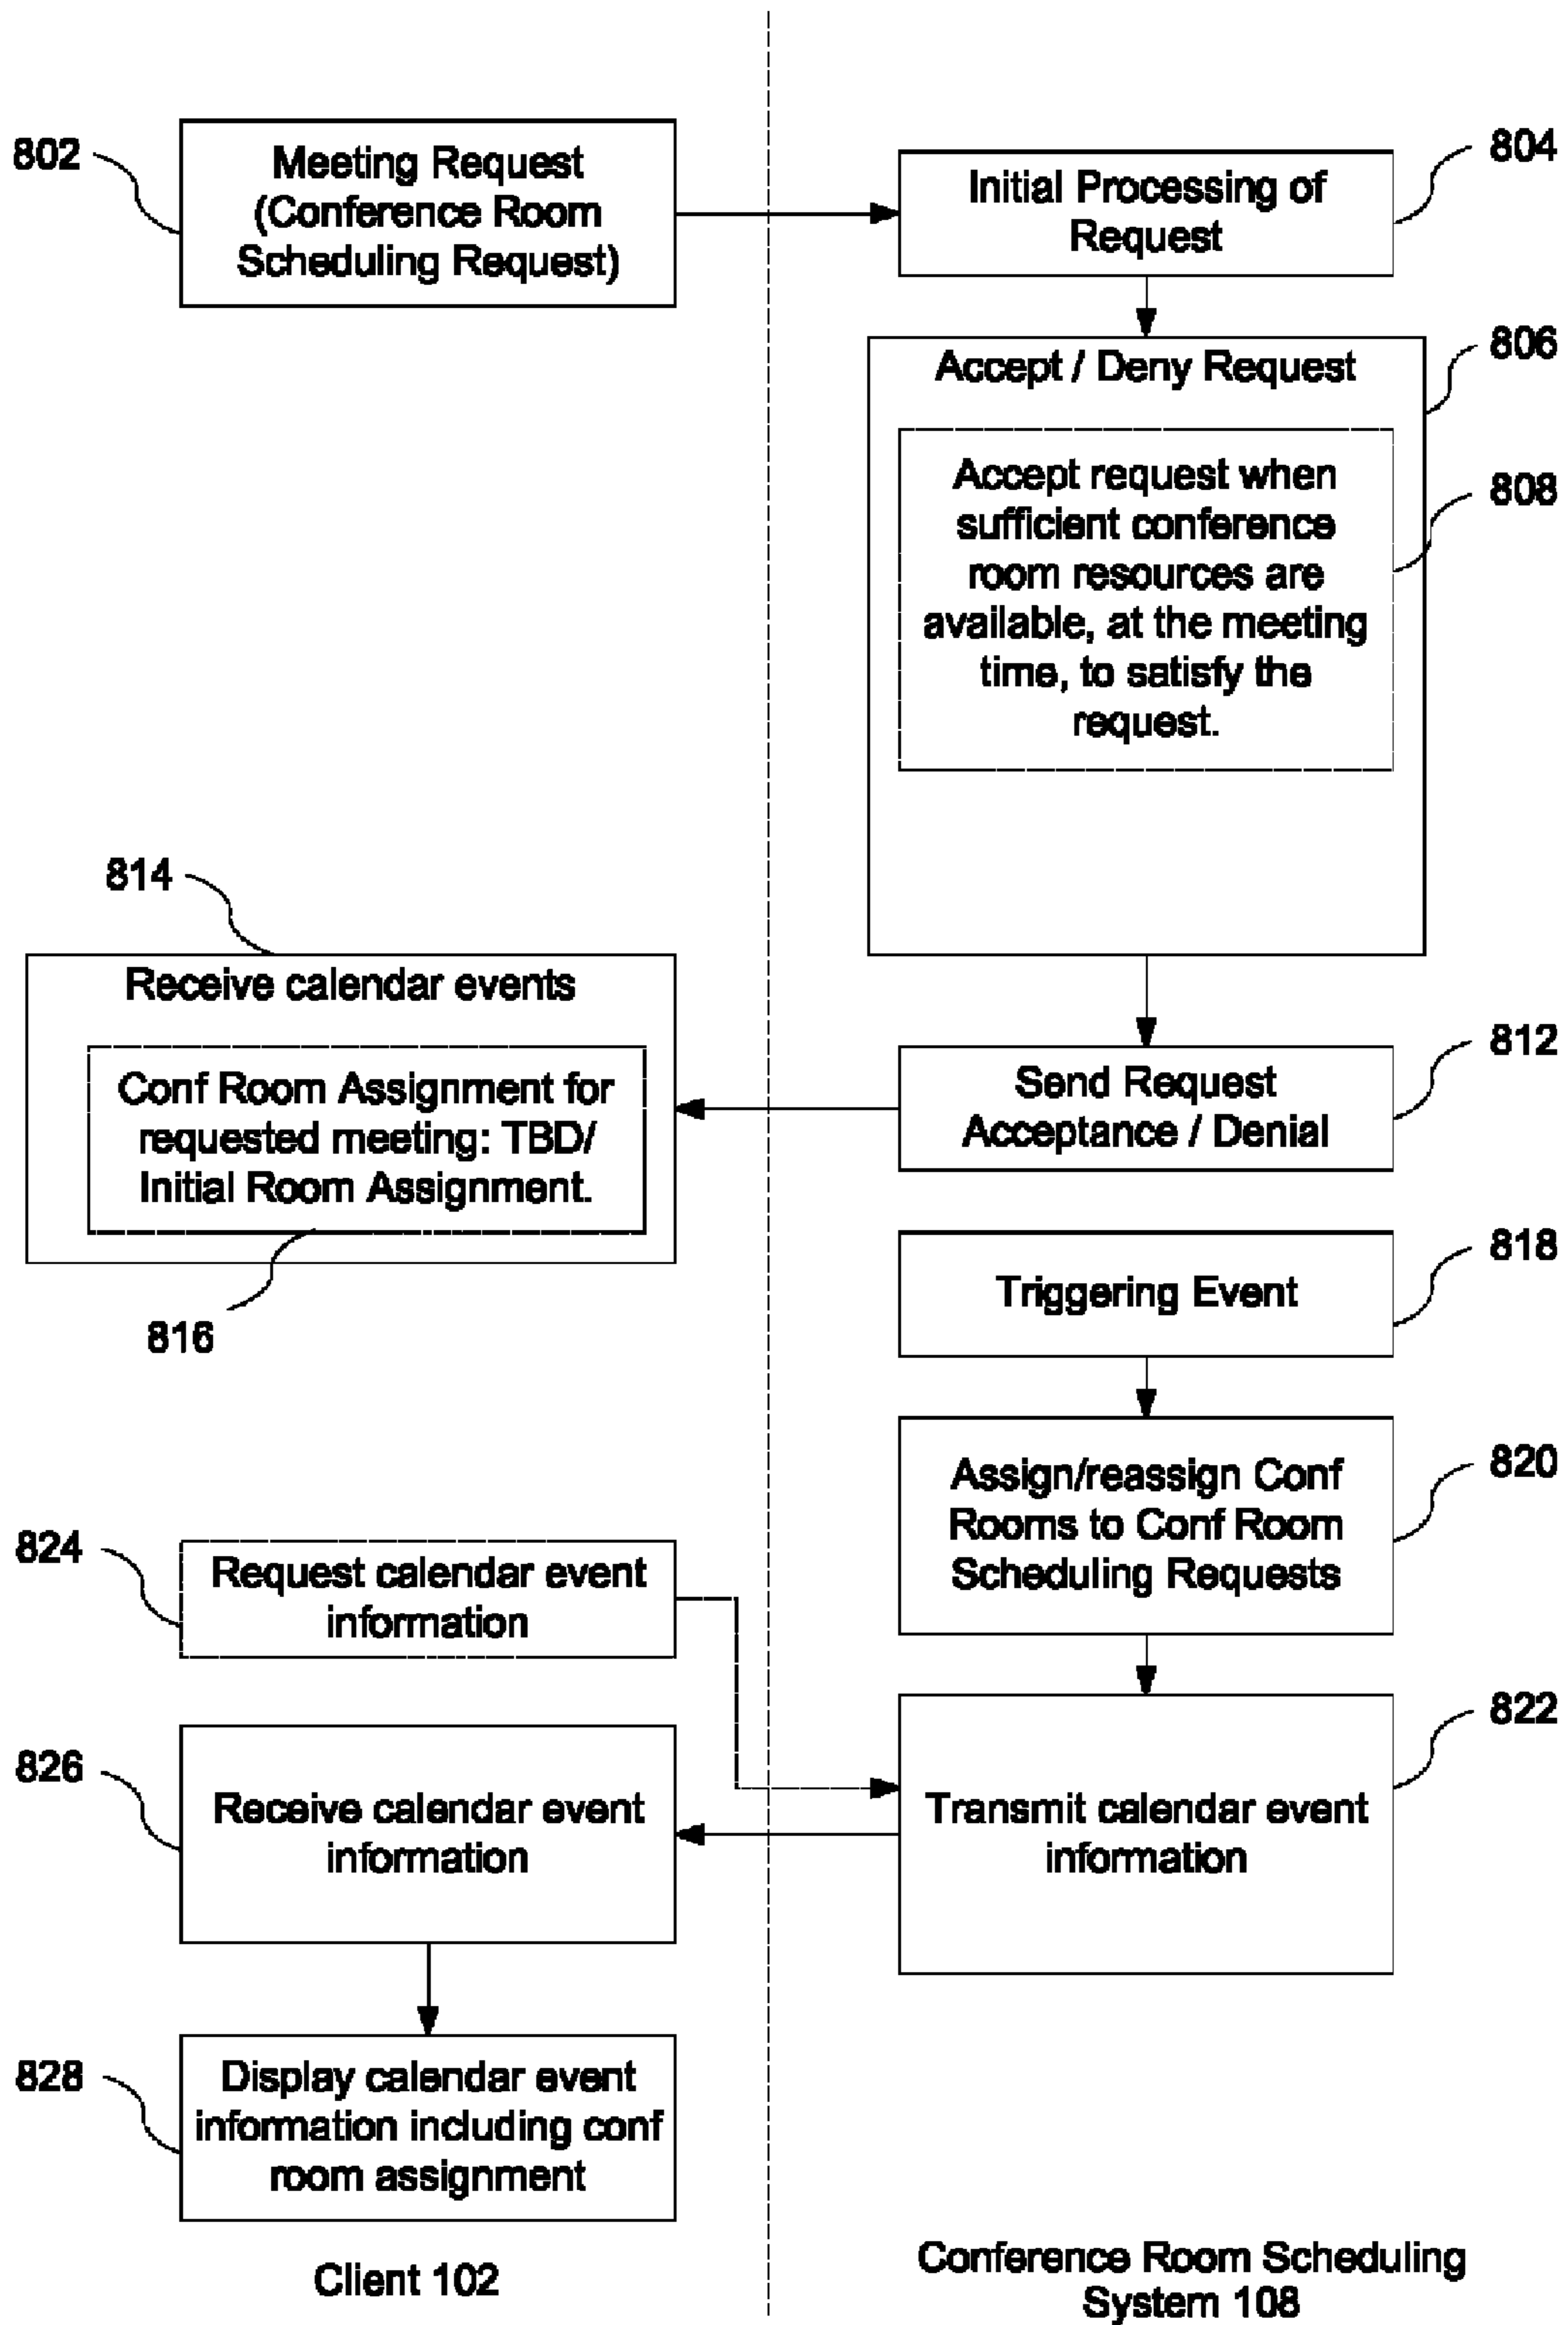 802
Meeting Request
(Conference Room
Scheduling Request)
Initial Processing of
Request
804
Accept / Deny Request
806
Accept request when
sufficient conference
room resources are
available, at the meeting
time, to satisfy the
request.
808
814
Receive calendar events
Conf Room Assignment for
requested meeting: TBD/
Initial Room Assignment.
816
Send Request
Acceptance / Denial
812
Triggering Event
818
Assign/reassign Conf
Rooms to Conf Room
Scheduling Requests
820
824
Request calendar event
information
826
Receive calendar event
information
Transmit calendar event
information
822
828
Display calendar event
information including conf
room assignment
Client 102
Conference Room Scheduling
System 108